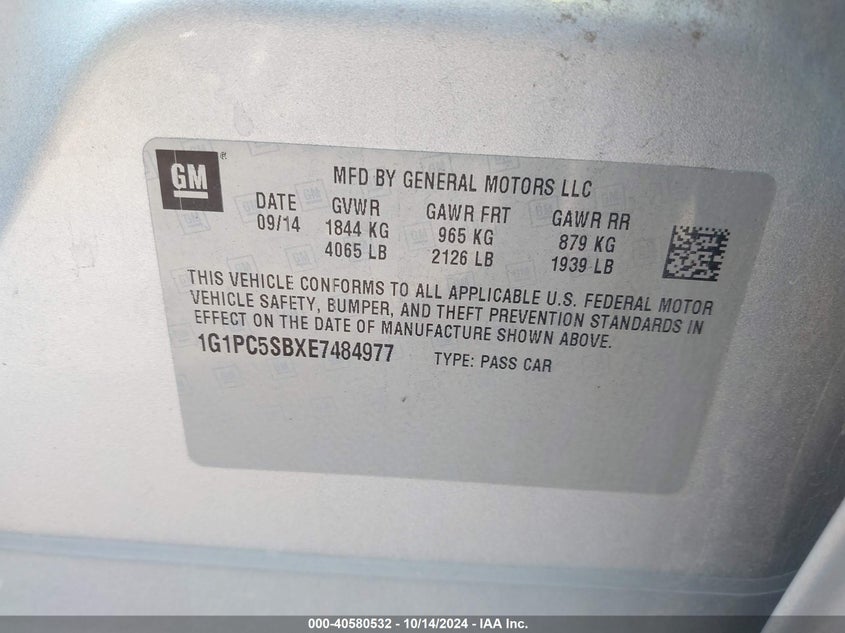 GM ®
MFD BY GENERAL MOTORS LLC
DATE GVWR GAWR FRT GAWR RR
09/14 1844 KG 965 KG 879 KG
4065 LB 2126 LB 1939 LB
THIS VEHICLE CONFORMS TO ALL APPLICABLE U.S. FEDERAL MOTOR
VEHICLE SAFETY, BUMPER, AND THEFT PREVENTION STANDARDS IN
EFFECT ON THE DATE OF MANUFACTURE SHOWN ABOVE.
1G1PC5SBXE7484977 TYPE: PASS CAR
000-40580532 - 10/14/2024 - IAA Inc.